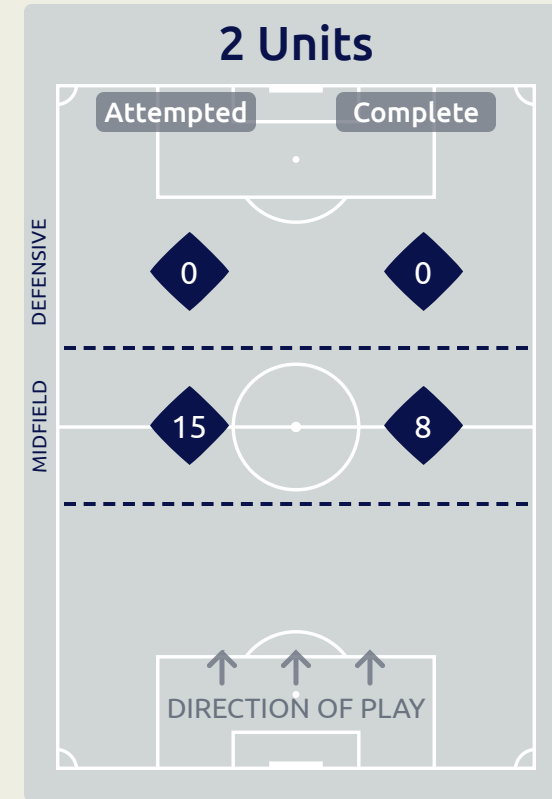 2 Units
Attempted Complete
DEFENSIVE
0 0
MIDFIELD
15 8
DIRECTION OF PLAY